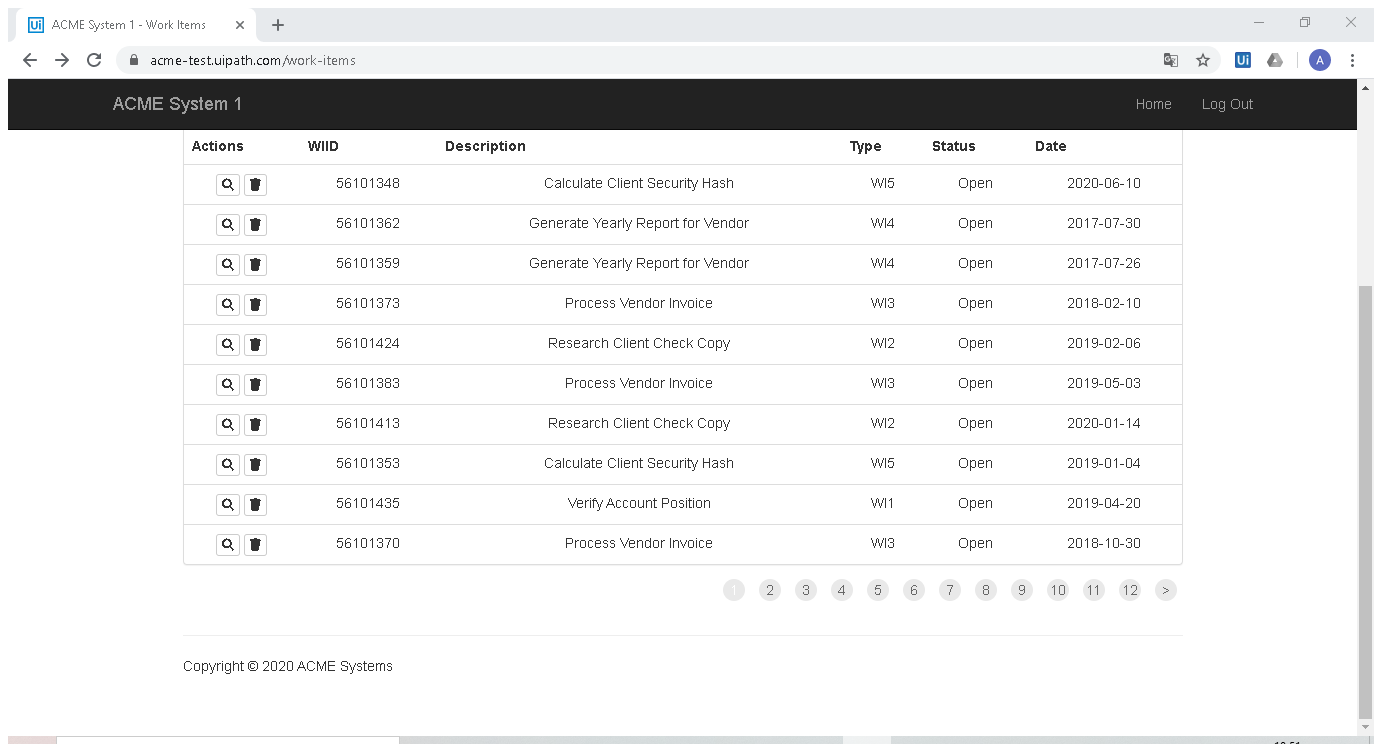 ACME System 1 - Work Items
acme-test.uipath.com/work-items
A
ACME System 1 Home Log Out
Actions WIID Description Type Status Date
56101348 Calculate Client Security Hash WI5 Open 2020-06-10
56101362 Generate Yearly Report for Vendor WI4 Open 2017-07-30
56101359 Generate Yearly Report for Vendor WI4 Open 2017-07-26
56101373 Process Vendor Invoice WI3 Open 2018-02-10
56101424 Research Client Check Copy WI2 Open 2019-02-06
56101383 Process Vendor Invoice WI3 Open 2019-05-03
56101413 Research Client Check Copy WI2 Open 2020-01-14
56101353 Calculate Client Security Hash WI5 Open 2019-01-04
56101435 Verify Account Position WI1 Open 2019-04-20
56101370 Process Vendor Invoice WI3 Open 2018-10-30
1 2 3 4 5 6 7 8 9 10 11 12 >
Copyright © 2020 ACME Systems